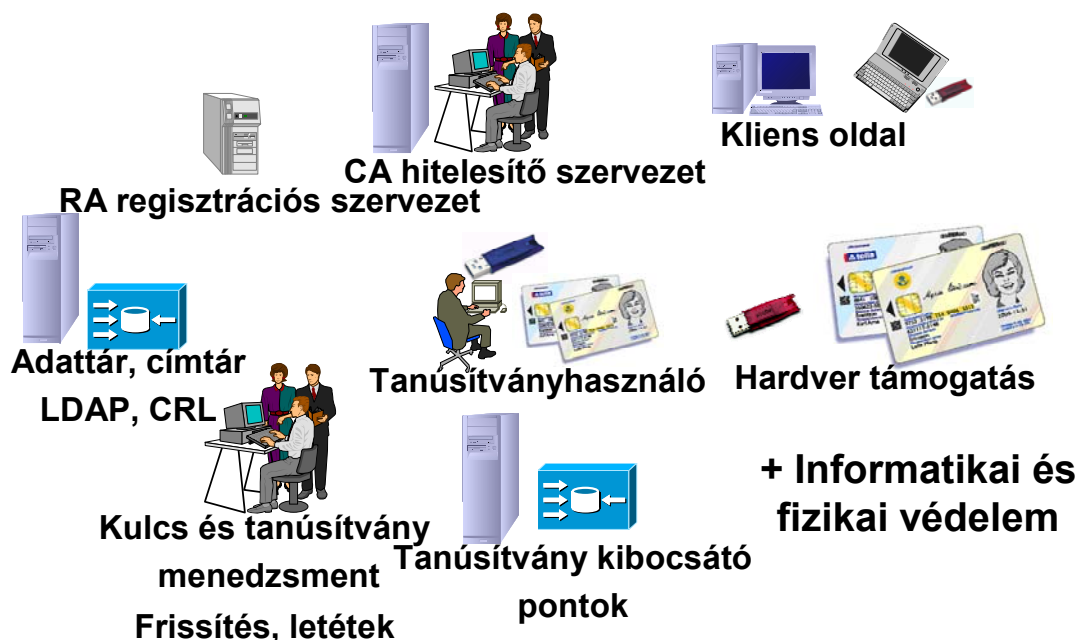 Kliens oldal
CA hitelesítő szervezet
RA regisztrációs szervezet
Adattár, címtár
LDAP, CRL
Tanúsítványhasználó
Hardver támogatás
Kulcs és tanúsítvány
menedzsment
Frissítés, letétek
Tanúsítvány kibocsátó
pontok
+ Informatikai és
fizikai védelem